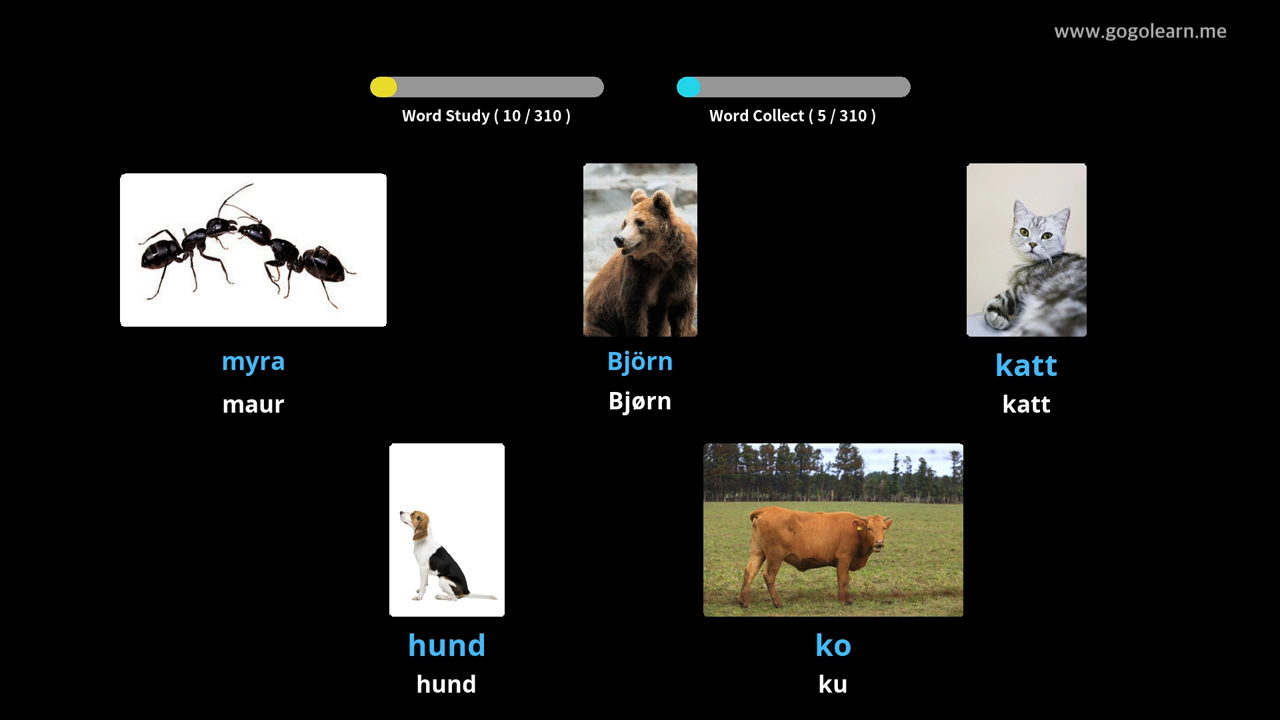 www.gogolearn.me
Word Study ( 10 / 310 )
Word Collect ( 5 / 310 )
myra
maur
Björn
Bjørn
katt
katt
hund
hund
ko
ku